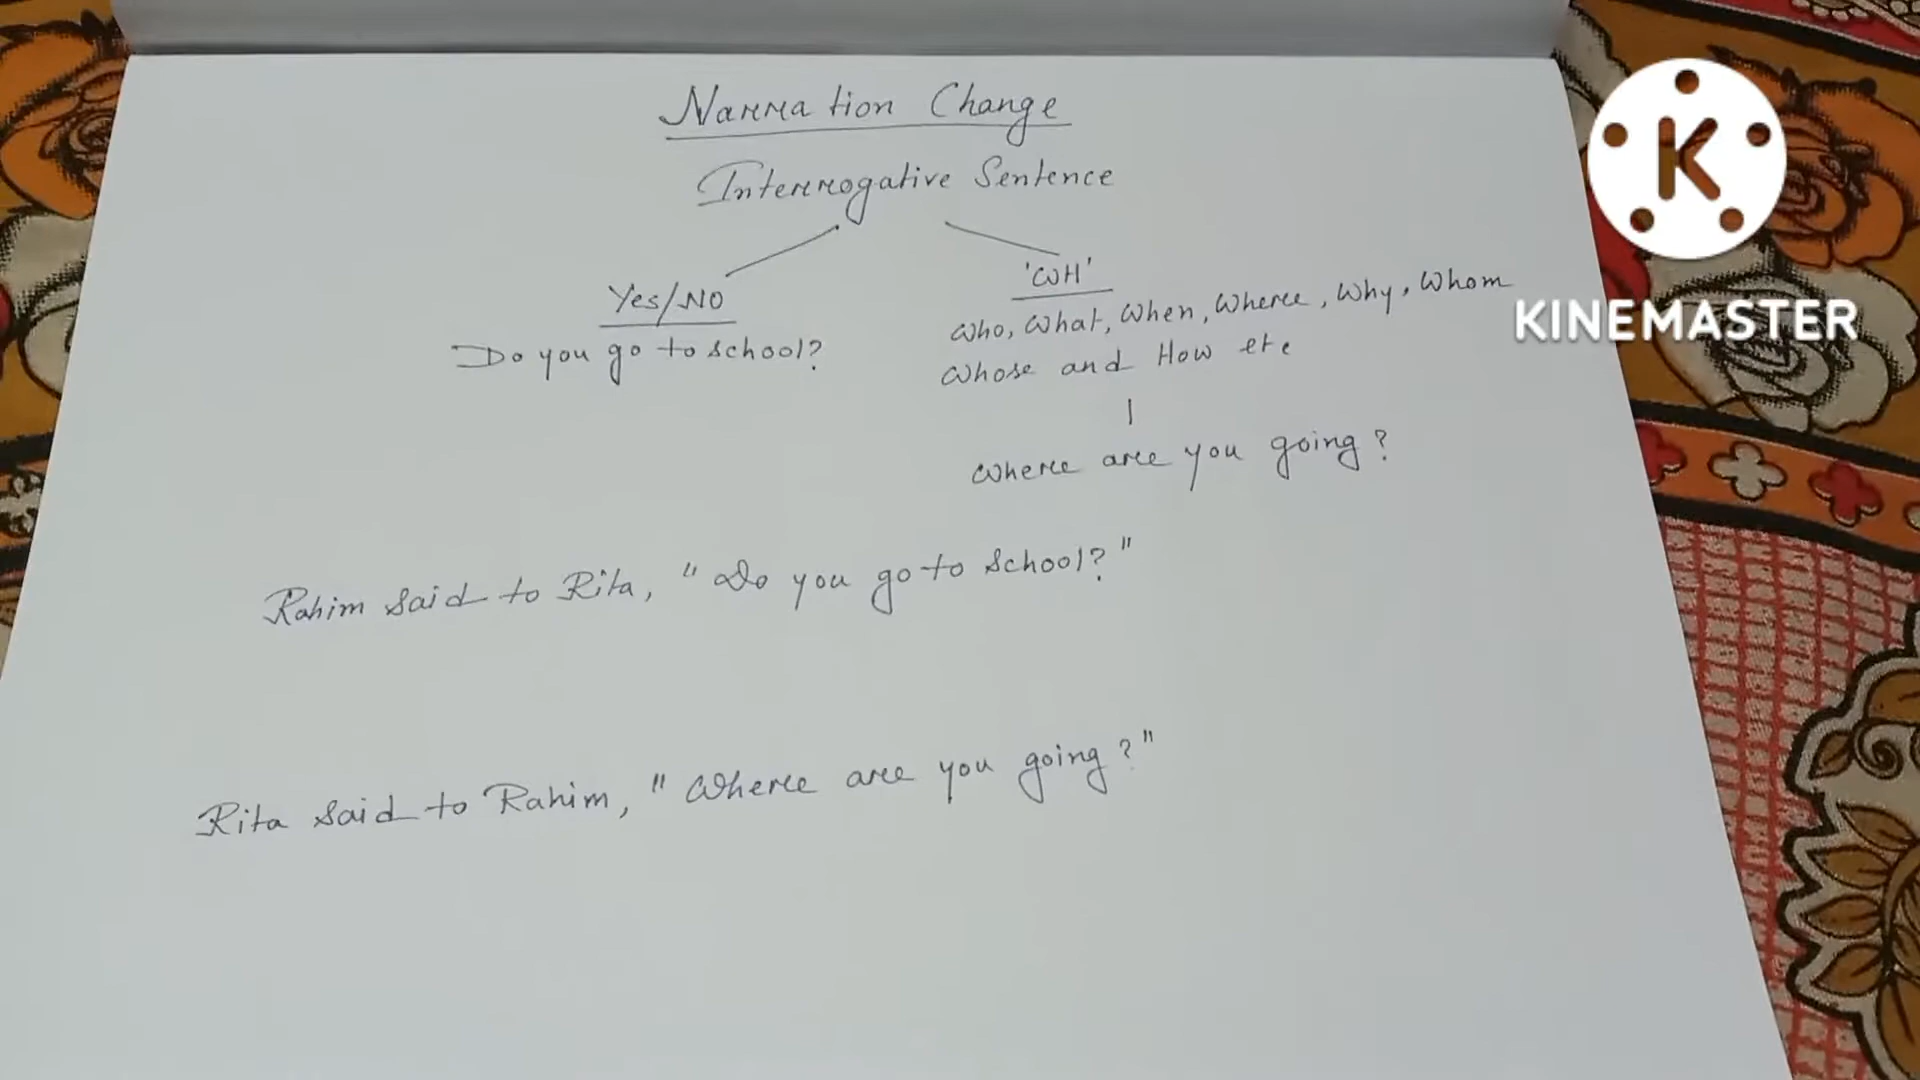 Narration Change
Interrogative Sentence
Yes/NO
Do you go to school?
'WH'
Who, What, When, Where, Why, Whom
Whose and How etc
Where are you going?
Rahim said to Rita, "Do you go to school?"
Rita said to Rahim, "Where are you going?"
K
KINEMASTER